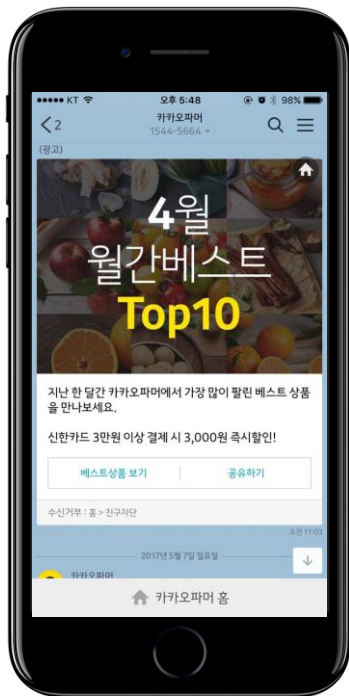 KT 오후 5:48 98%
2 카카오파머
1544-5664
(광고)
4월
월간베스트
Top10
지난 한 달간 카카오파머에서 가장 많이 팔린 베스트 상품
을 만나보세요.
신한카드 3만원 이상 결제 시 3,000원 즉시할인!
베스트상품 보기 공유하기
수신거부 : 홈 > 친구차단
오전 11:03
2017년 5월 7일 일요일
카카오파머
카카오파머 홈